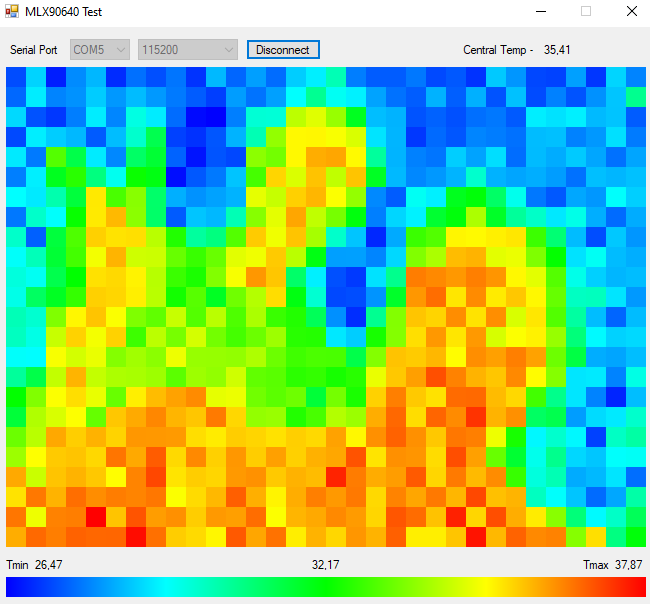 MLX90640 Test
Serial Port COM5 115200 Disconnect Central Temp - 35,41
Tmin 26,47 32,17 Tmax 37,87